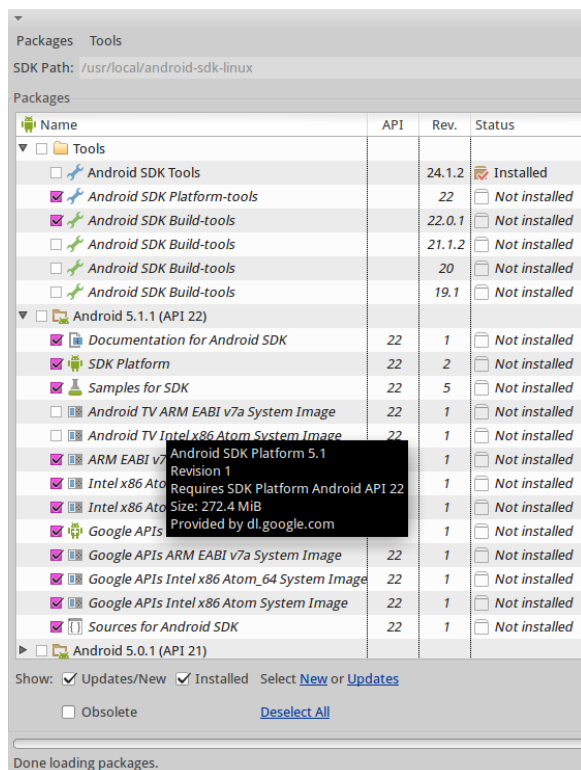 Packages Tools
SDK Path: /usr/local/android-sdk-linux
Packages
Name API Rev. Status
Tools
Android SDK Tools 24.1.2 Installed
Android SDK Platform-tools 22 Not installed
Android SDK Build-tools 22.0.1 Not installed
Android SDK Build-tools 21.1.2 Not installed
Android SDK Build-tools 20 Not installed
Android SDK Build-tools 19.1 Not installed
Android 5.1.1 (API 22)
Documentation for Android SDK 22 1 Not installed
SDK Platform 22 2 Not installed
Samples for SDK 22 5 Not installed
Android TV ARM EABI v7a System Image 22 1 Not installed
Android TV Intel x86 Atom System Image 22 1 Not installed
ARM EABI v7 1 Not installed
Intel x86 Ato 1 Not installed
Intel x86 Ato 1 Not installed
Google APIs 1 Not installed
Android SDK Platform 5.1
Revision 1
Requires SDK Platform Android API 22
Size: 272.4 MiB
Provided by dl.google.com
Google APIs ARM EABI v7a System Image 22 1 Not installed
Google APIs Intel x86 Atom_64 System Image 22 1 Not installed
Google APIs Intel x86 Atom System Image 22 1 Not installed
Sources for Android SDK 22 1 Not installed
Android 5.0.1 (API 21)
Show: Updates/New Installed Select New or Updates
Obsolete Deselect All
Done loading packages.